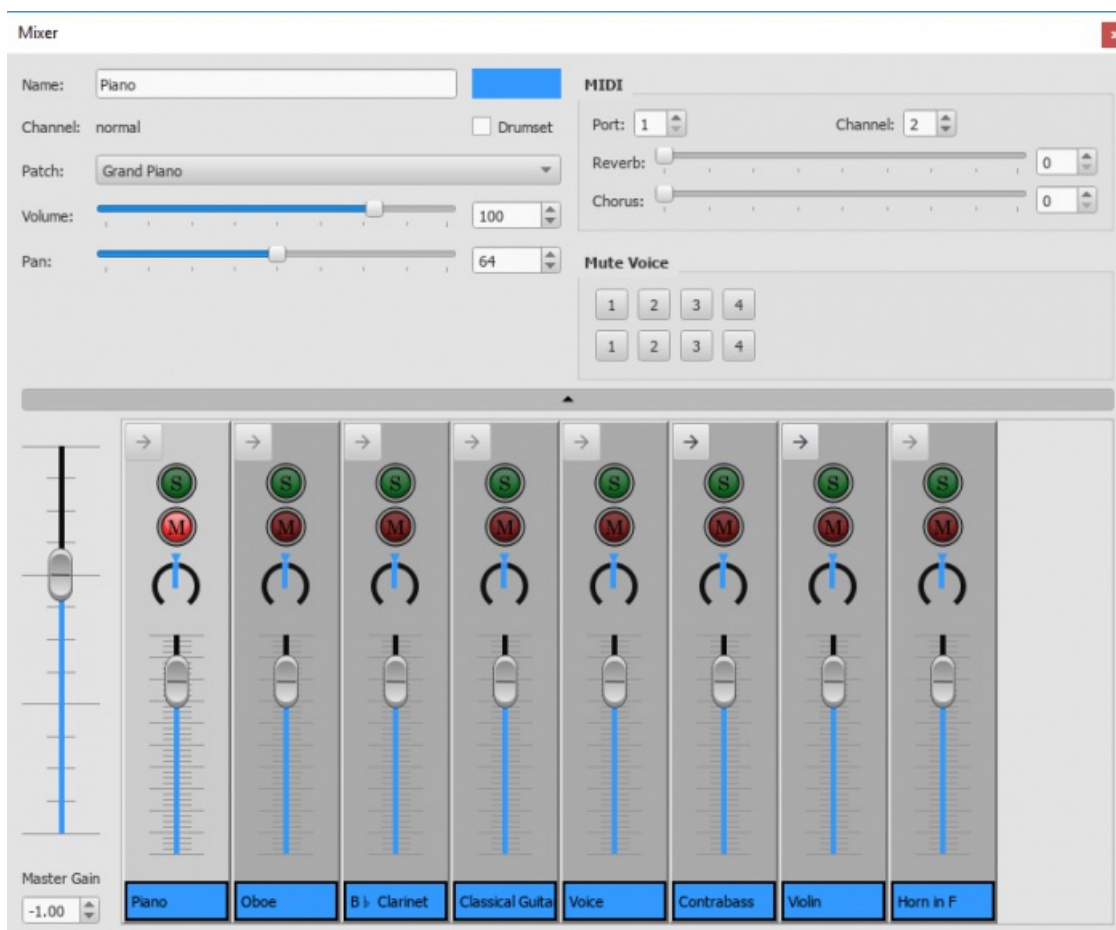 Mixer
Name: Piano
MIDI
Channel: normal
Drumset
Port: 1 Channel: 2
Patch: Grand Piano
Reverb: 0
Volume: 100
Chorus: 0
Pan: 64
Mute Voice
1 2 3 4
1 2 3 4
S S S S S S S S
M M M M M M M M
Master Gain
-1.00
Piano Oboe B♭ Clarinet Classical Guita Voice Contrabass Violin Horn in F